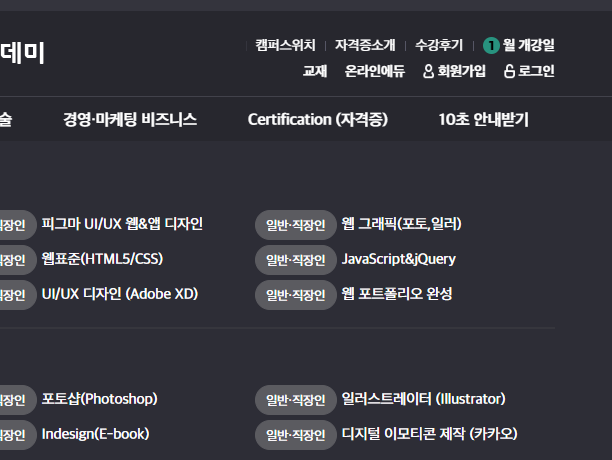 데미
캠퍼스위치 자격증소개 수강후기 1 월 개강일
교재 온라인에듀 회원가입 로그인
술 경영·마케팅 비즈니스 Certification (자격증) 10초 안내받기
직장인 피그마 UI/UX 웹&앱 디자인 일반·직장인 웹 그래픽(포토,일러)
직장인 웹표준(HTML5/CSS) 일반·직장인 JavaScript&jQuery
직장인 UI/UX 디자인 (Adobe XD) 일반·직장인 웹 포트폴리오 완성
직장인 포토샵(Photoshop) 일반·직장인 일러스트레이터 (Illustrator)
직장인 Indesign(E-book) 일반·직장인 디지털 이모티콘 제작 (카카오)